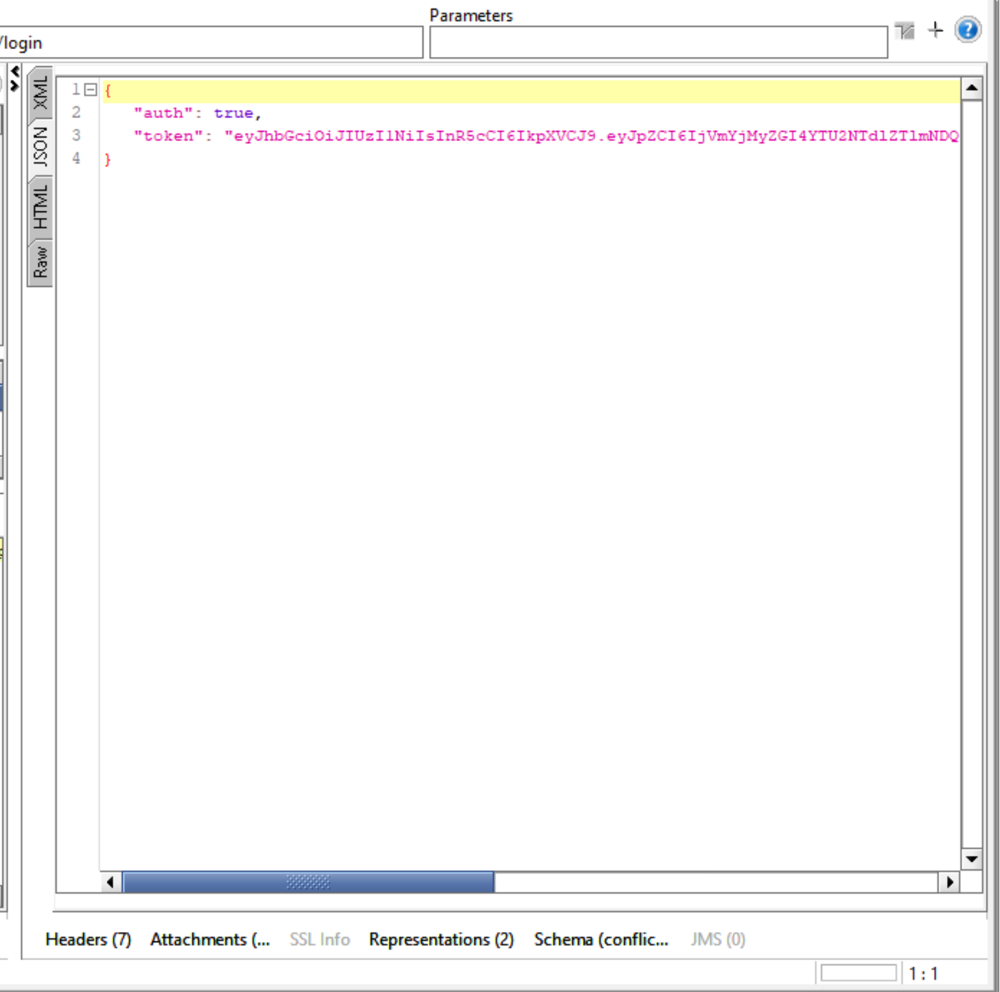 Parameters
/login
XML
JSON
HTML
Raw
1 {
2 "auth": true,
3 "token": "eyJhbGciOiJIUzI1NiIsInR5cCI6IkpXVCJ9.eyJpZCI6IjVmYjMyZGI4YTU2NTdlZTlmNDQ
4 }
Headers (7) Attachments (... SSL Info Representations (2) Schema (conflic... JMS (0)
1 : 1